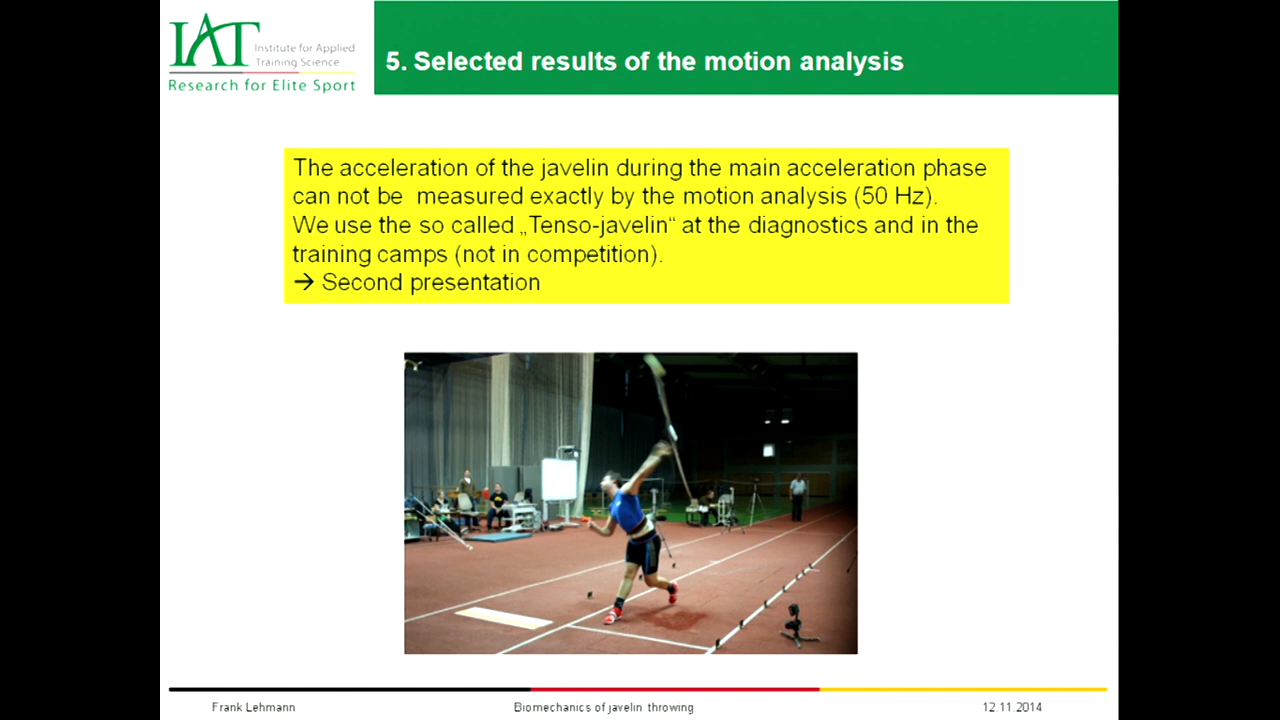 IAT
Institute for Applied
Training Science
Research for Elite Sport
5. Selected results of the motion analysis
The acceleration of the javelin during the main acceleration phase
can not be  measured exactly by the motion analysis (50 Hz).
We use the so called „Tenso-javelin“ at the diagnostics and in the
training camps (not in competition).
→ Second presentation
Frank Lehmann
Biomechanics of javelin throwing
12.11.2014